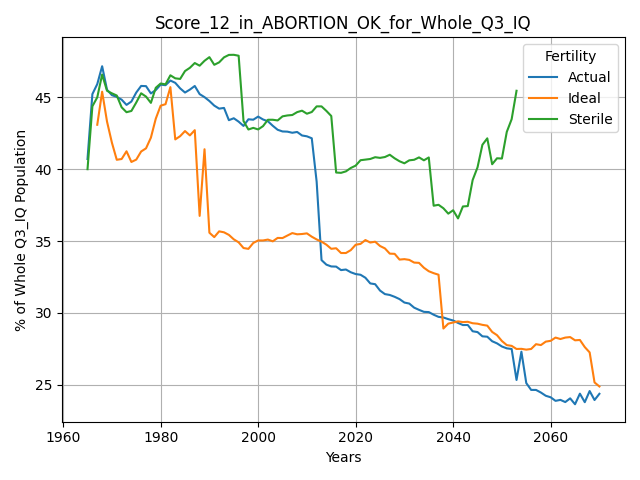 Score_12_in_ABORTION_OK_for_Whole_Q3_IQ
% of Whole Q3_IQ Population
45
40
35
30
25
Fertility
Actual
Ideal
Sterile
1960
1980
2000
2020
2040
2060
Years